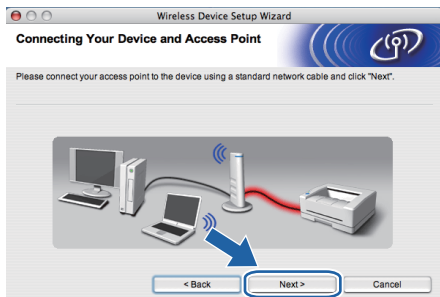 Wireless Device Setup Wizard
Connecting Your Device and Access Point
Please connect your access point to the device using a standard network cable and click "Next".
< Back Next > Cancel